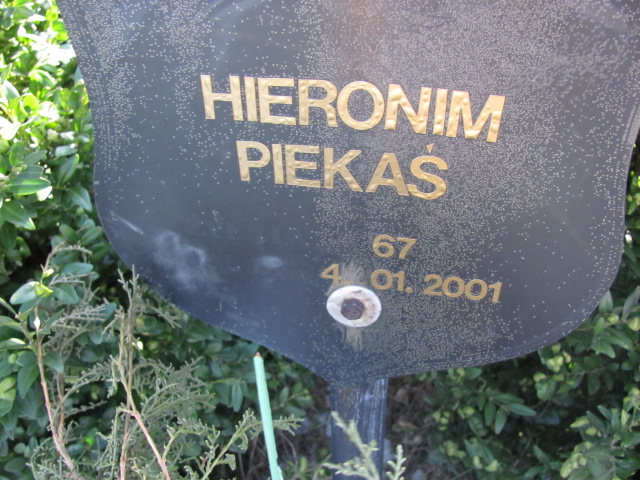 HIERONIM
PIEKAŚ
67
4. 01. 2001